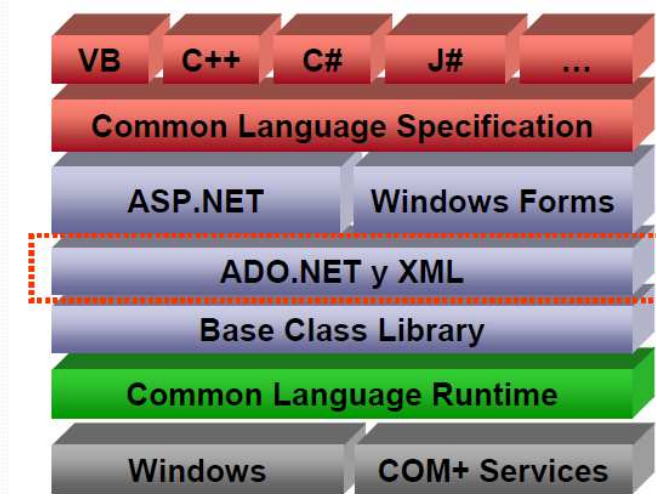 VB C++ C# J# ...
Common Language Specification
ASP.NET Windows Forms
ADO.NET y XML
Base Class Library
Common Language Runtime
Windows COM+ Services